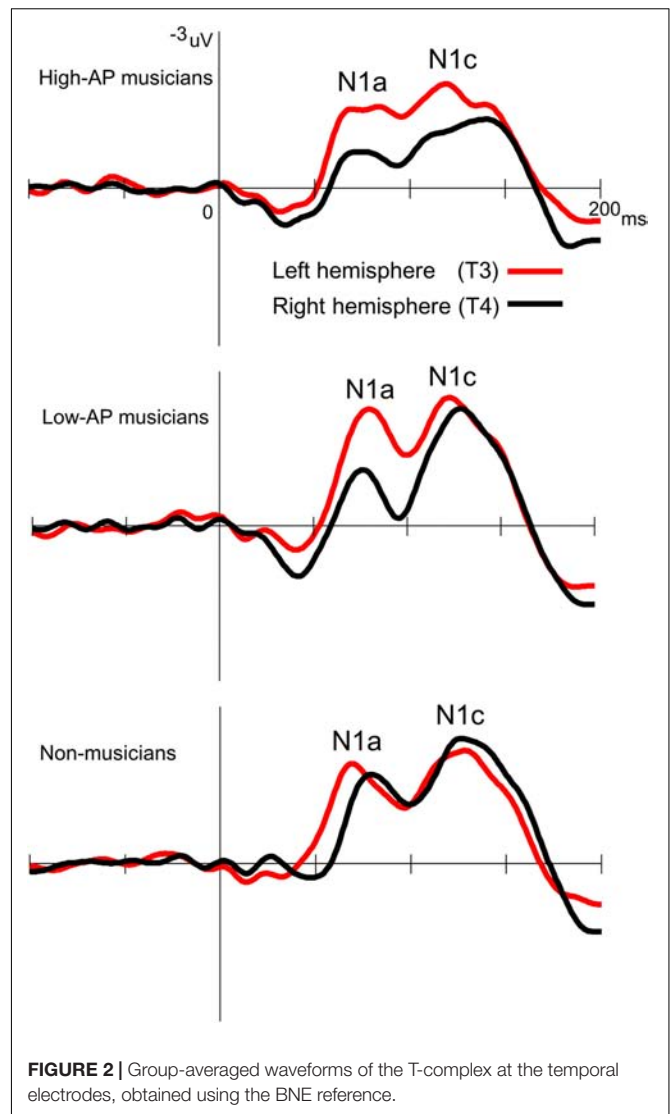 -3uV
High-AP musicians
N1a
N1c
0
200ms
Left hemisphere (T3)
Right hemisphere (T4)
Low-AP musicians
N1a
N1c
Non-musicians
N1a
N1c
FIGURE 2 | Group-averaged waveforms of the T-complex at the temporal
electrodes, obtained using the BNE reference.